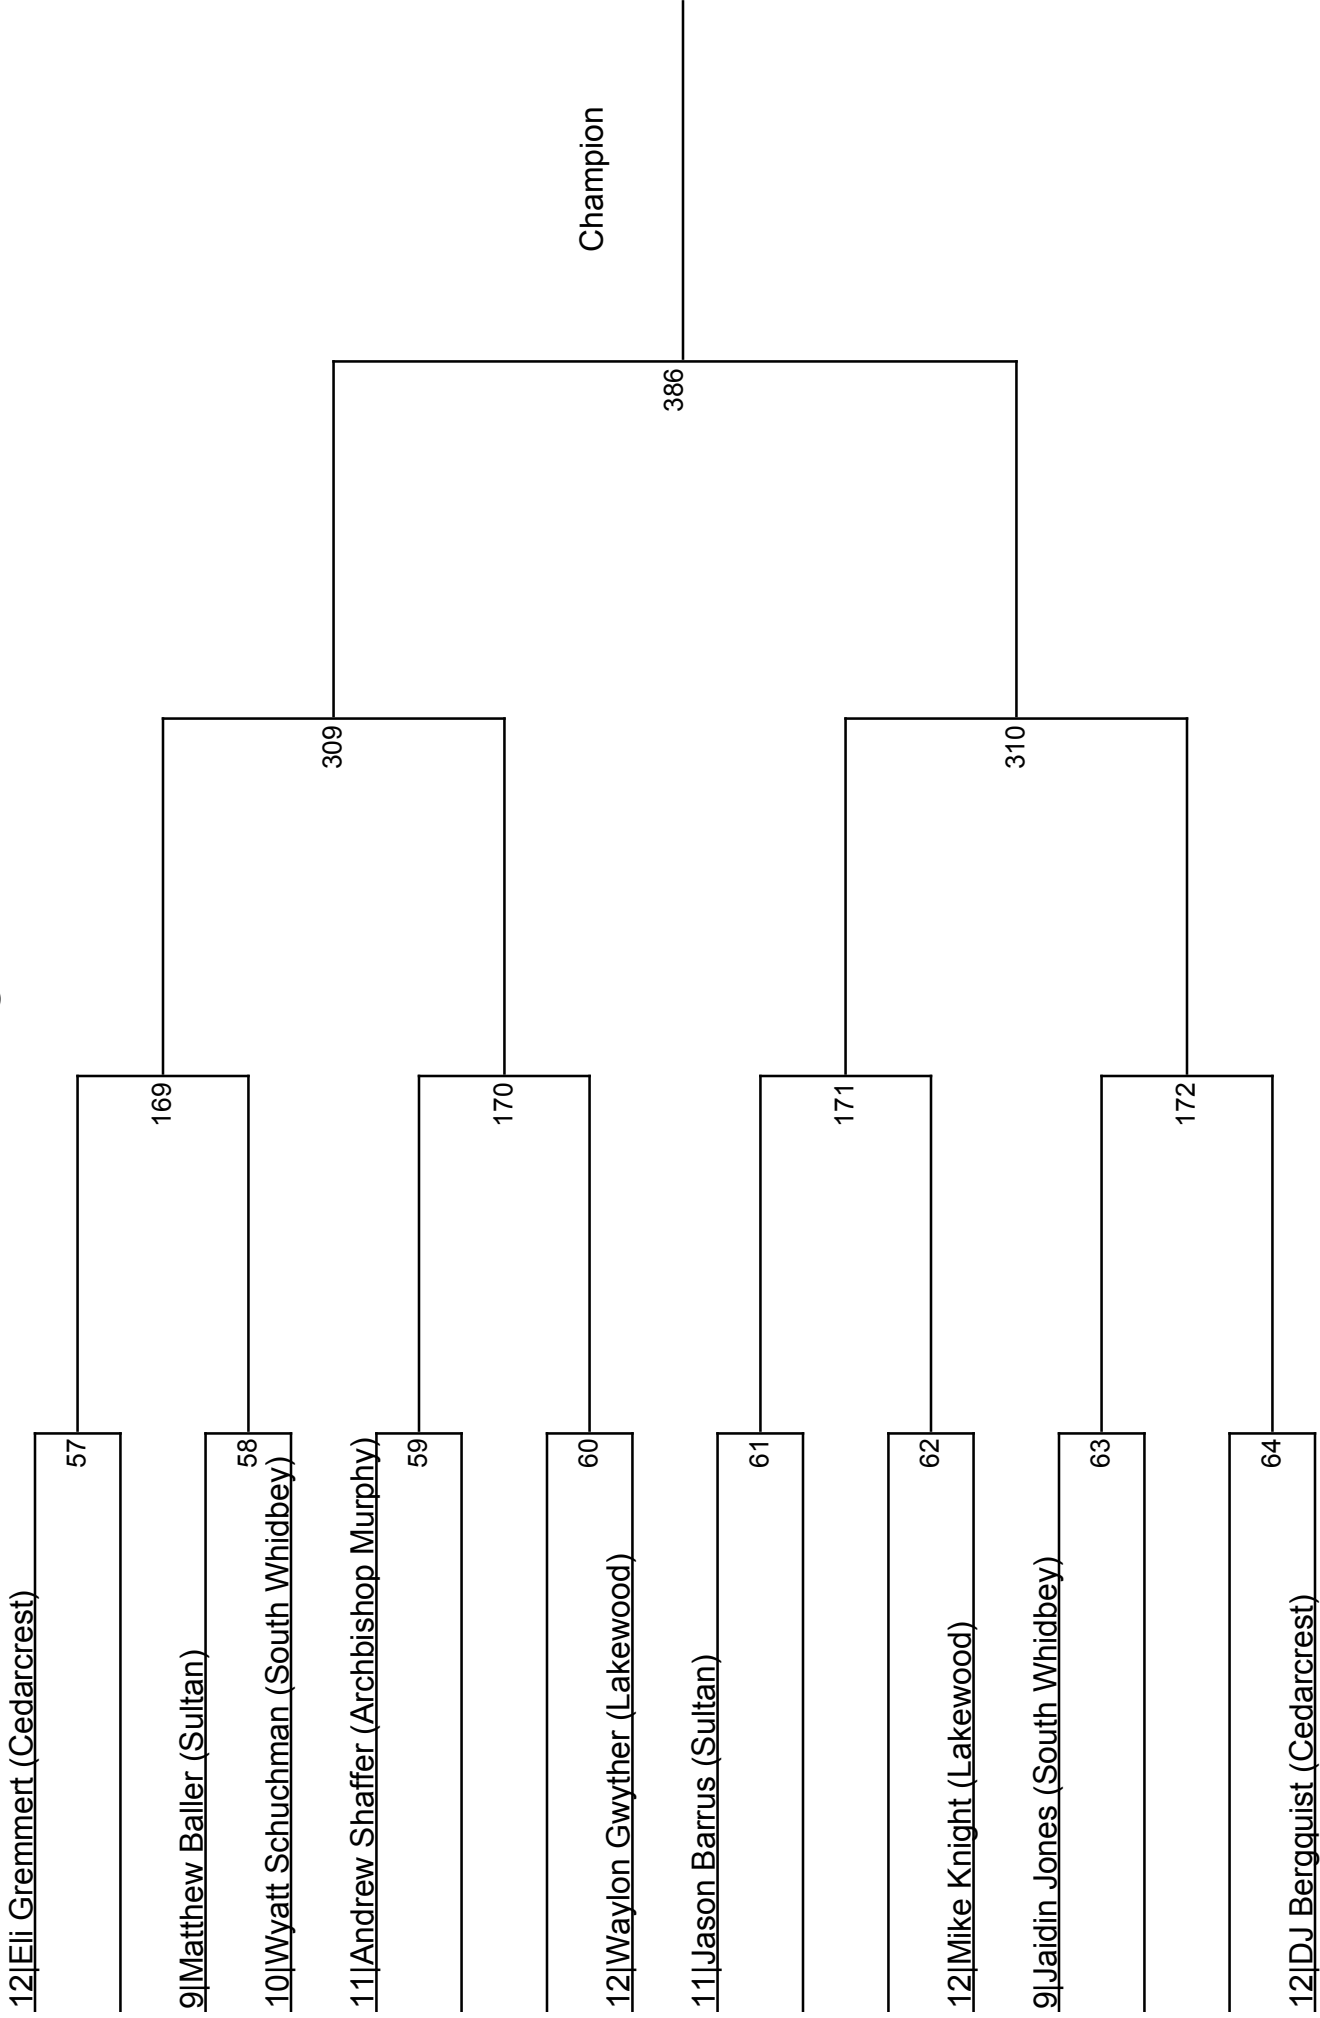 12|Eli Gremmert (Cedarcrest)
57
9|Matthew Baller (Sultan)
58
10|Wyatt Schuchman (South Whidbey)
11|Andrew Shaffer (Archbishop Murphy)
59
60
12|Waylon Gwyther (Lakewood)
11|Jason Barrus (Sultan)
61
62
12|Mike Knight (Lakewood)
9|Jaidin Jones (South Whidbey)
63
64
12|DJ Bergquist (Cedarcrest)
169
170
171
172
309
310
386
Champion